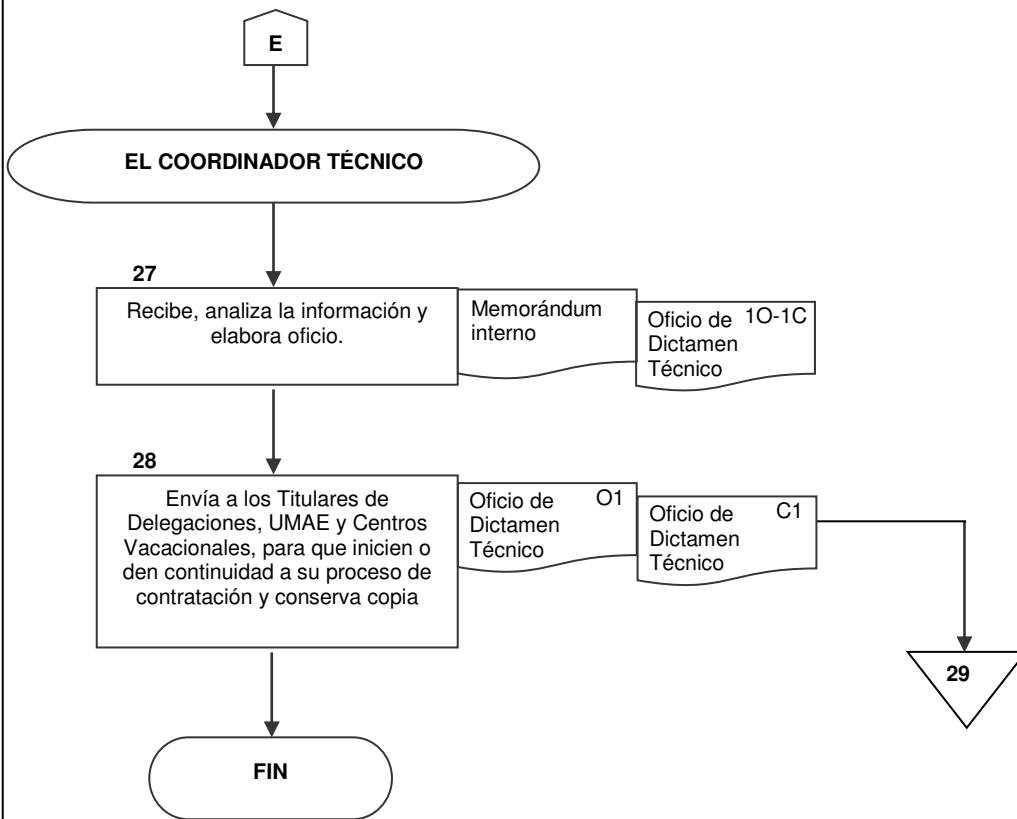 E
EL COORDINADOR TÉCNICO
27
Recibe, analiza la información y
elabora oficio.
Memorándum
interno
Oficio de 1O-1C
Dictamen
Técnico
28
Envía a los Titulares de
Delegaciones, UMAE y Centros
Vacacionales, para que inicien o
den continuidad a su proceso de
contratación y conserva copia
Oficio de O1
Dictamen
Técnico
Oficio de C1
Dictamen
Técnico
29
FIN